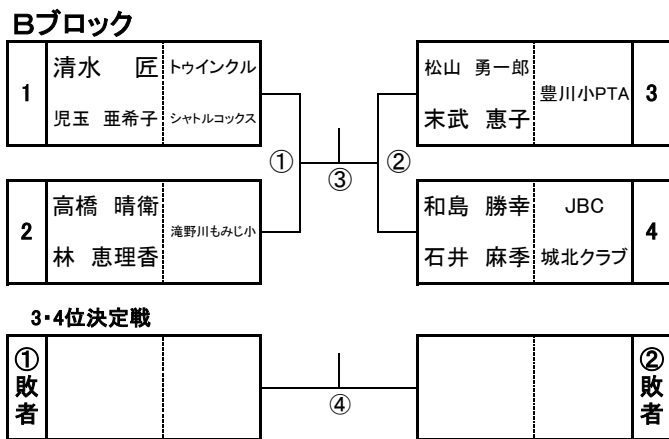 Bブロック
1
清水 匠 トゥインクル
児玉 亜希子 シャトルコックス
松山 勇一郎
末武 惠子
豊川小PTA
3
①
③
②
2
高橋 晴衛
林 恵理香
滝野川もみじ小
和島 勝幸 JBC
石井 麻季 城北クラブ
4
3・4位決定戦
①敗者
④
②敗者